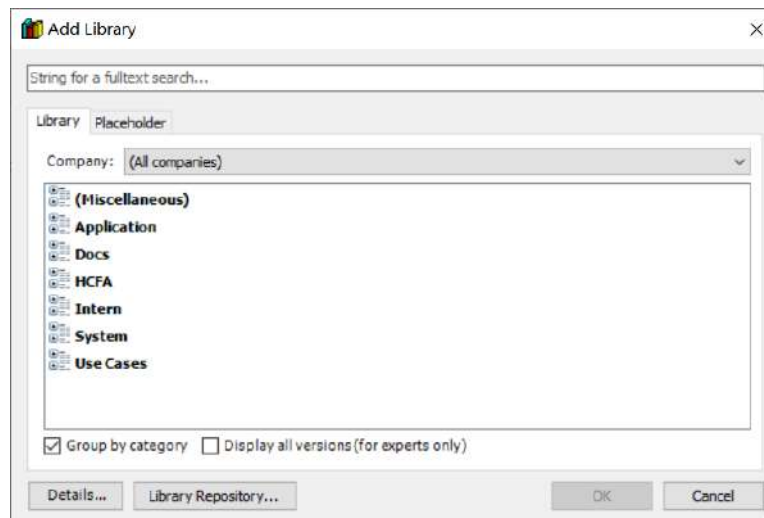 Add Library
String for a fulltext search...
Library Placeholder
Company: (All companies)
(Miscellaneous)
Application
Docs
HCFA
Intern
System
Use Cases
Group by category Display all versions (for experts only)
Details... Library Repository... OK Cancel